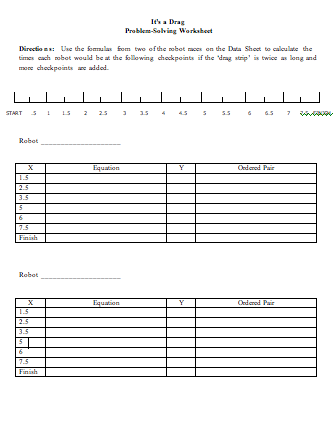 It's a Drag
Problem-Solving Worksheet
Directions: Use the formulas from two of the robot races on the Data Sheet to calculate the
times each robot would be at the following checkpoints if the "drag strip" is twice as long and
more checkpoints are added.
START .5 1 1.5 2 2.5 3 3.5 4 4.5 5 5.5 6 6.5 7
Robot ____________________
X Equation Y Ordered Pair
1.5
2.5
3.5
5
6
7.5
Finish
Robot ____________________
X Equation Y Ordered Pair
1.5
2.5
3.5
5
6
7.5
Finish